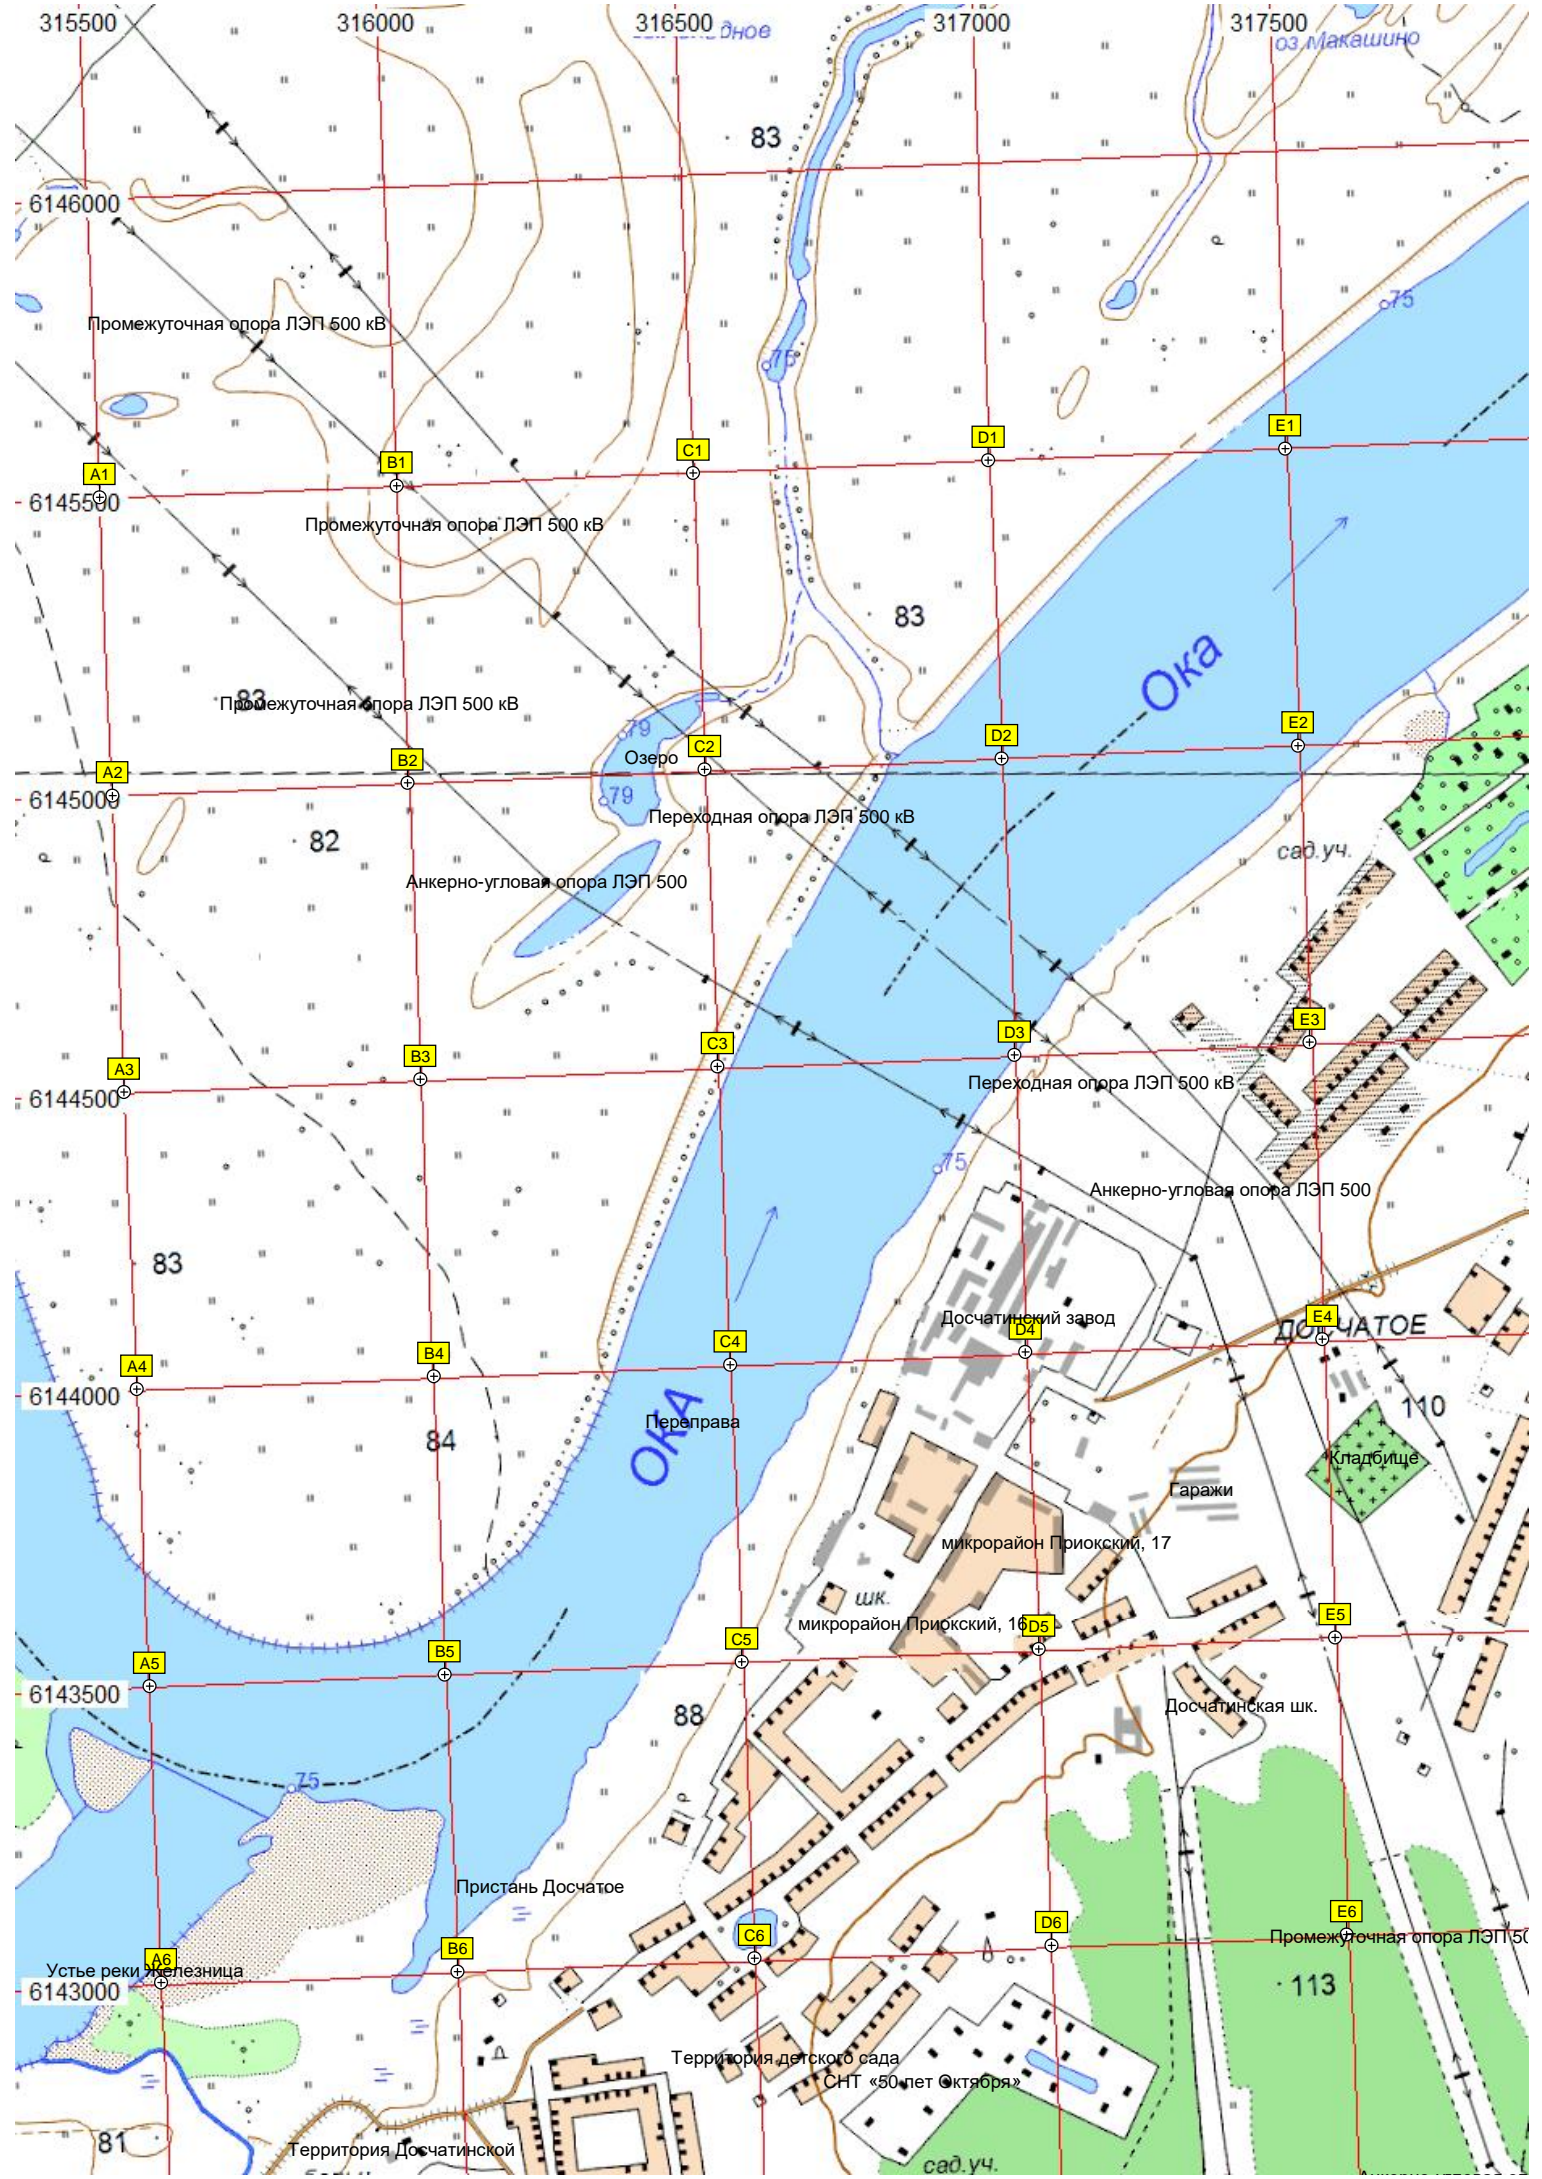 315500 316000 316500 317000 317500
оз. Макашино
83
6146000
75
Промежуточная опора ЛЭП 500 кВ
75
E1
D1
C1
B1
A1
6145500
Промежуточная опора ЛЭП 500 кВ
83
Ока
83
Промежуточная опора ЛЭП 500 кВ
79
E2
D2
C2
Озеро
B2
A2
6145000
79
Переходная опора ЛЭП 500 кВ
82
сад.уч.
Анкерно-угловая опора ЛЭП 500
E3
D3
C3
B3
A3
Переходная опора ЛЭП 500 кВ
6144500
75
Анкерно-угловая опора ЛЭП 500
83
Досчатинский завод
E4
ДОСЧАТОЕ
D4
C4
B4
A4
6144000
110
Переправа
ОКА
84
Кладбище
Гаражи
микрорайон Приокский, 17
шк.
микрорайон Приокский, 16
E5
D5
C5
B5
A5
6143500
Досчатинская шк.
88
75
Пристань Досчатое
E6
D6
C6
B6
A6
Промежуточная опора ЛЭП 50
Устье реки Железница
6143000
113
Территория детского сада
СНТ «50 лет Октября»
81
Территория Досчатинской
сад.уч.